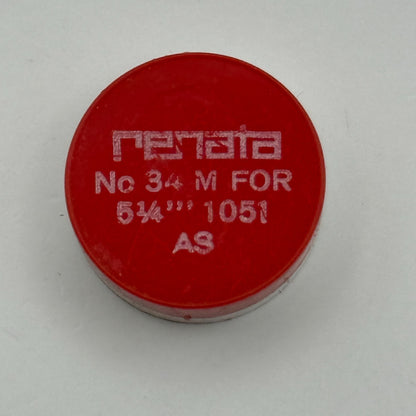 renata
No 34 M FOR
5¼''' 1051
AS